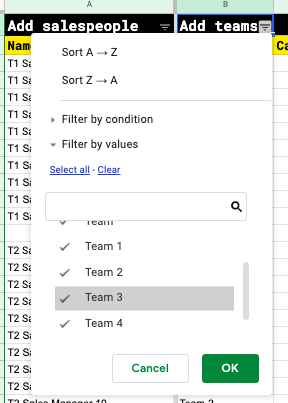 A B
Add salespeople Add teams
Sort A → Z
Sort Z → A
Filter by condition
Filter by values
Select all - Clear
Team
Team 1
Team 2
Team 3
Team 4
Cancel OK
T1 Sa
T1 Sa
T1 Sa
T1 Sa
T1 Sa
T1 Sa
T1 Sa
T1 Sa
T1 Sa
T1 Sa
T2 Sa
T2 Sa
T2 Sa
T2 Sa
T2 Sa
T2 Sa
T2 Sa
T2 Sa
T2 Sa
T2 Sales Manager 10 Team 2